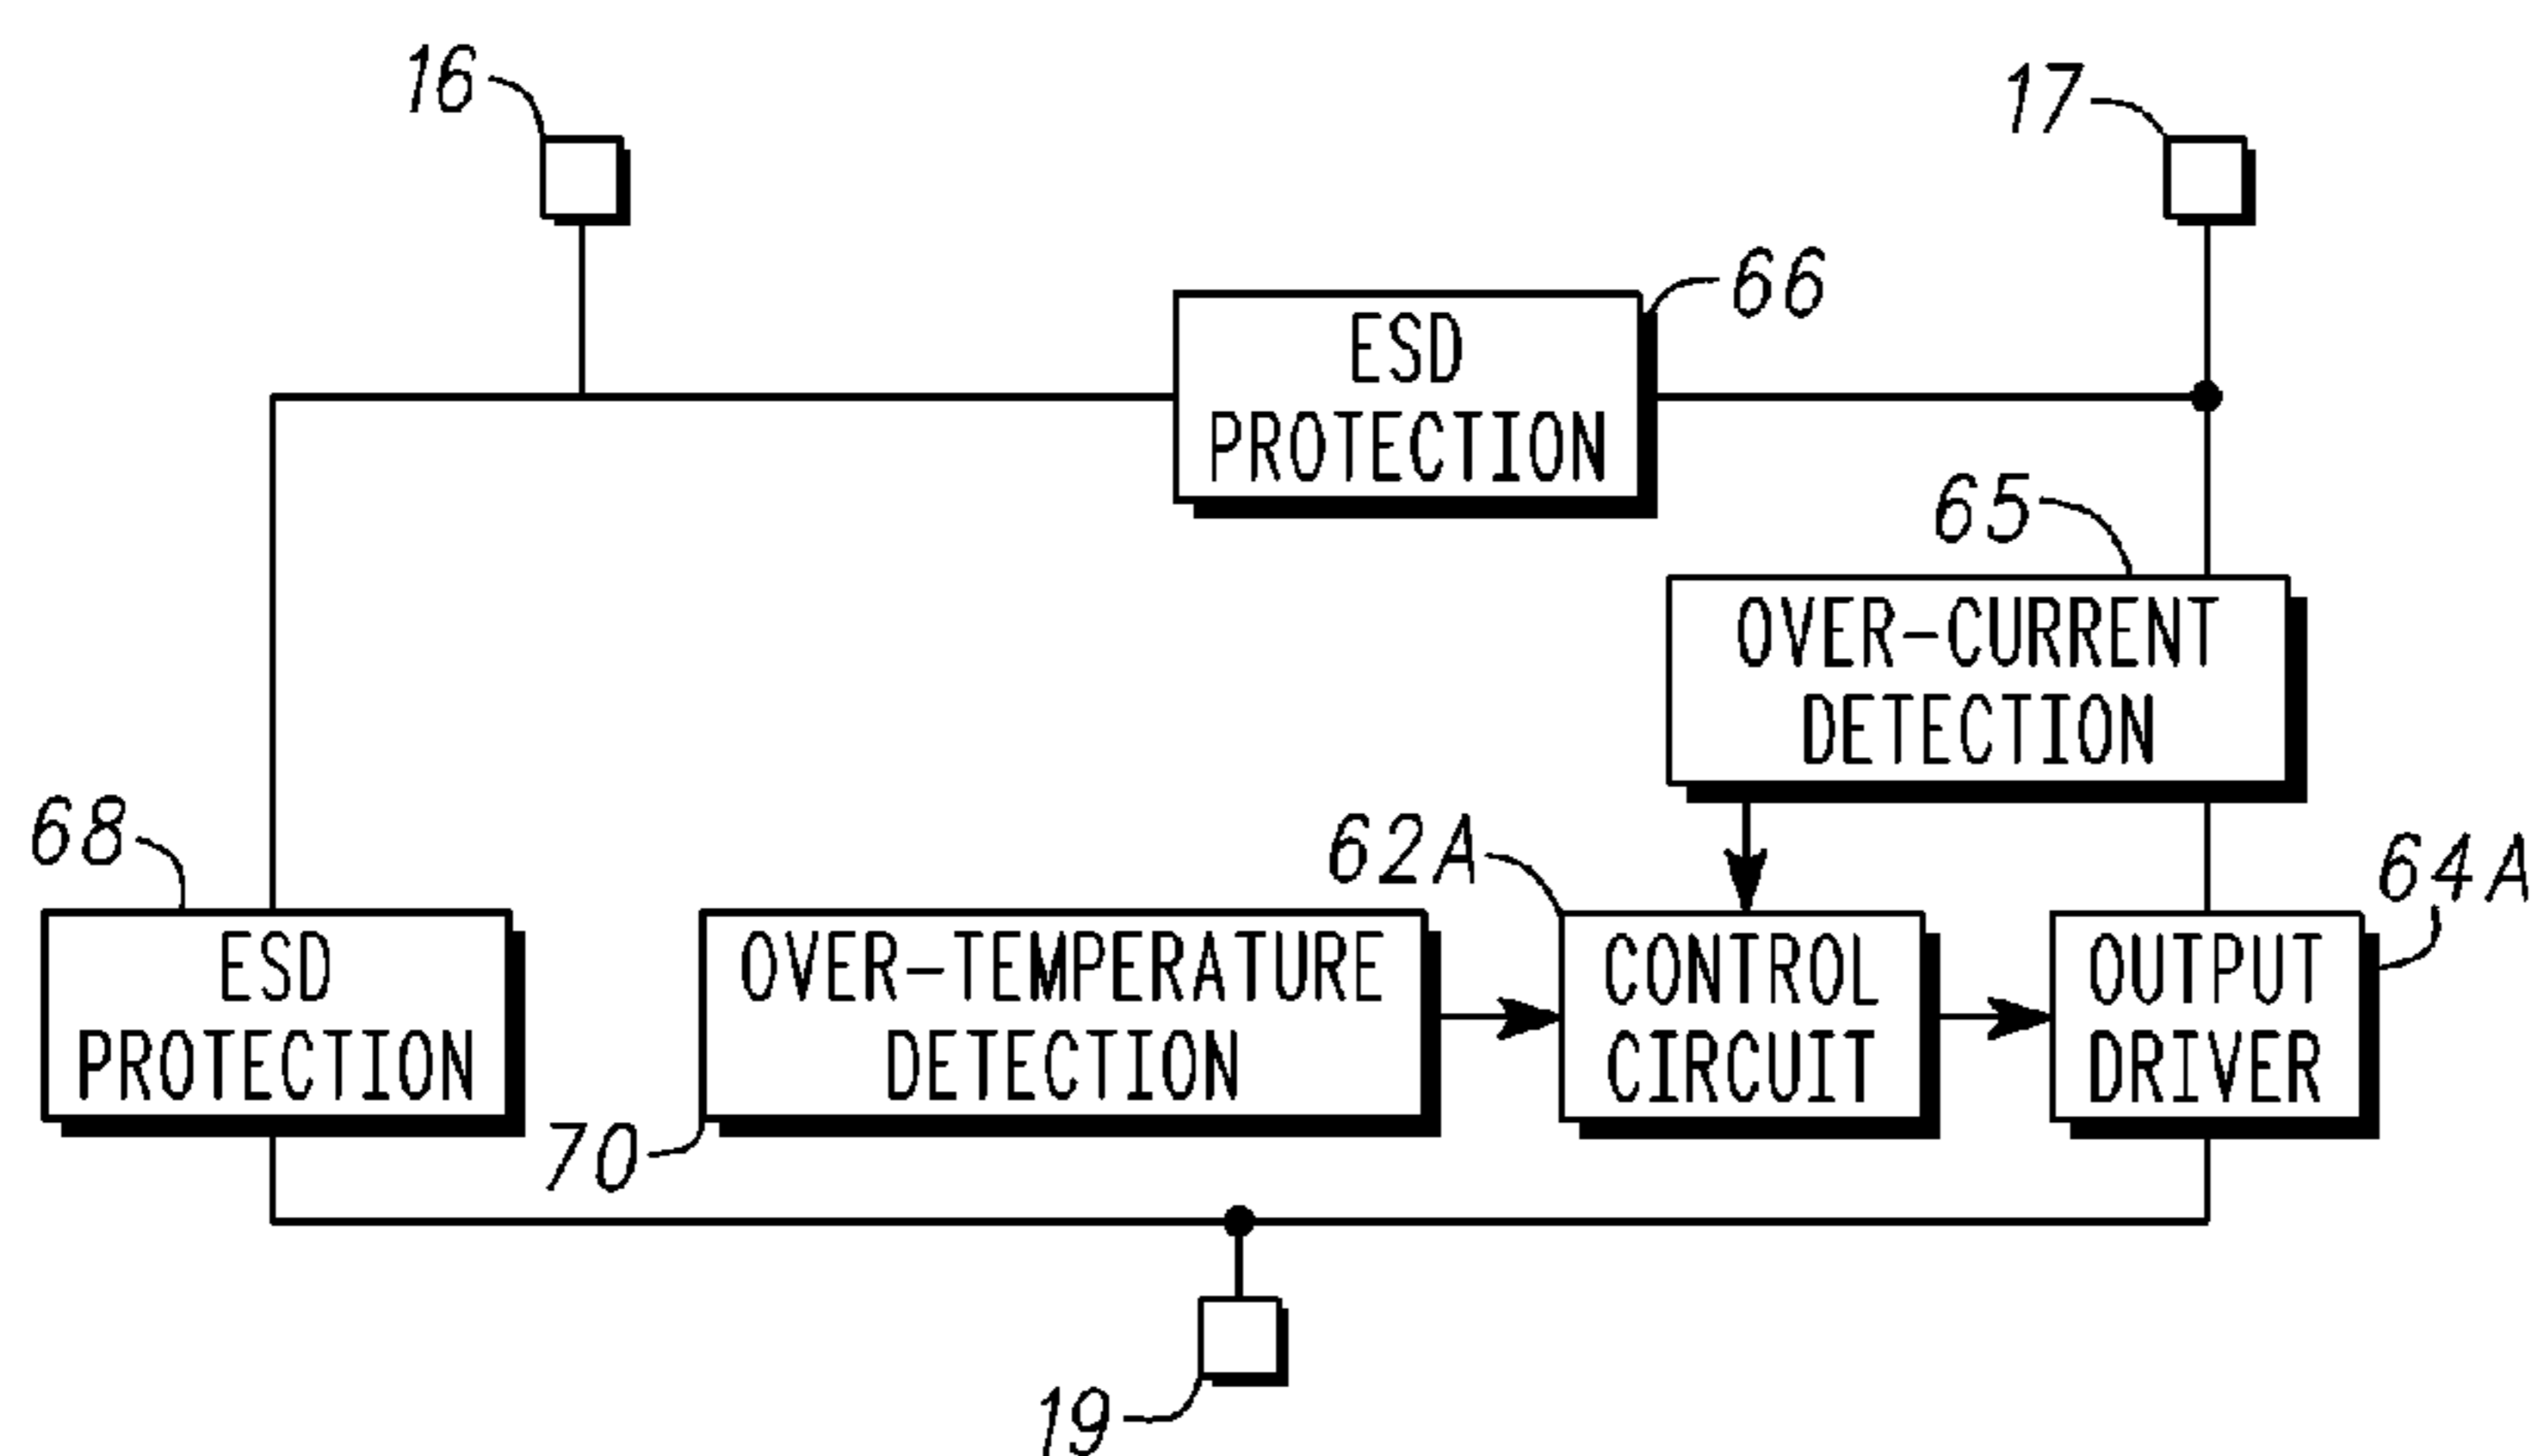 16
17
ESD
PROTECTION
66
65
OVER-CURRENT
DETECTION
68
62A
64A
ESD
PROTECTION
OVER-TEMPERATURE
DETECTION
CONTROL
CIRCUIT
OUTPUT
DRIVER
70
19